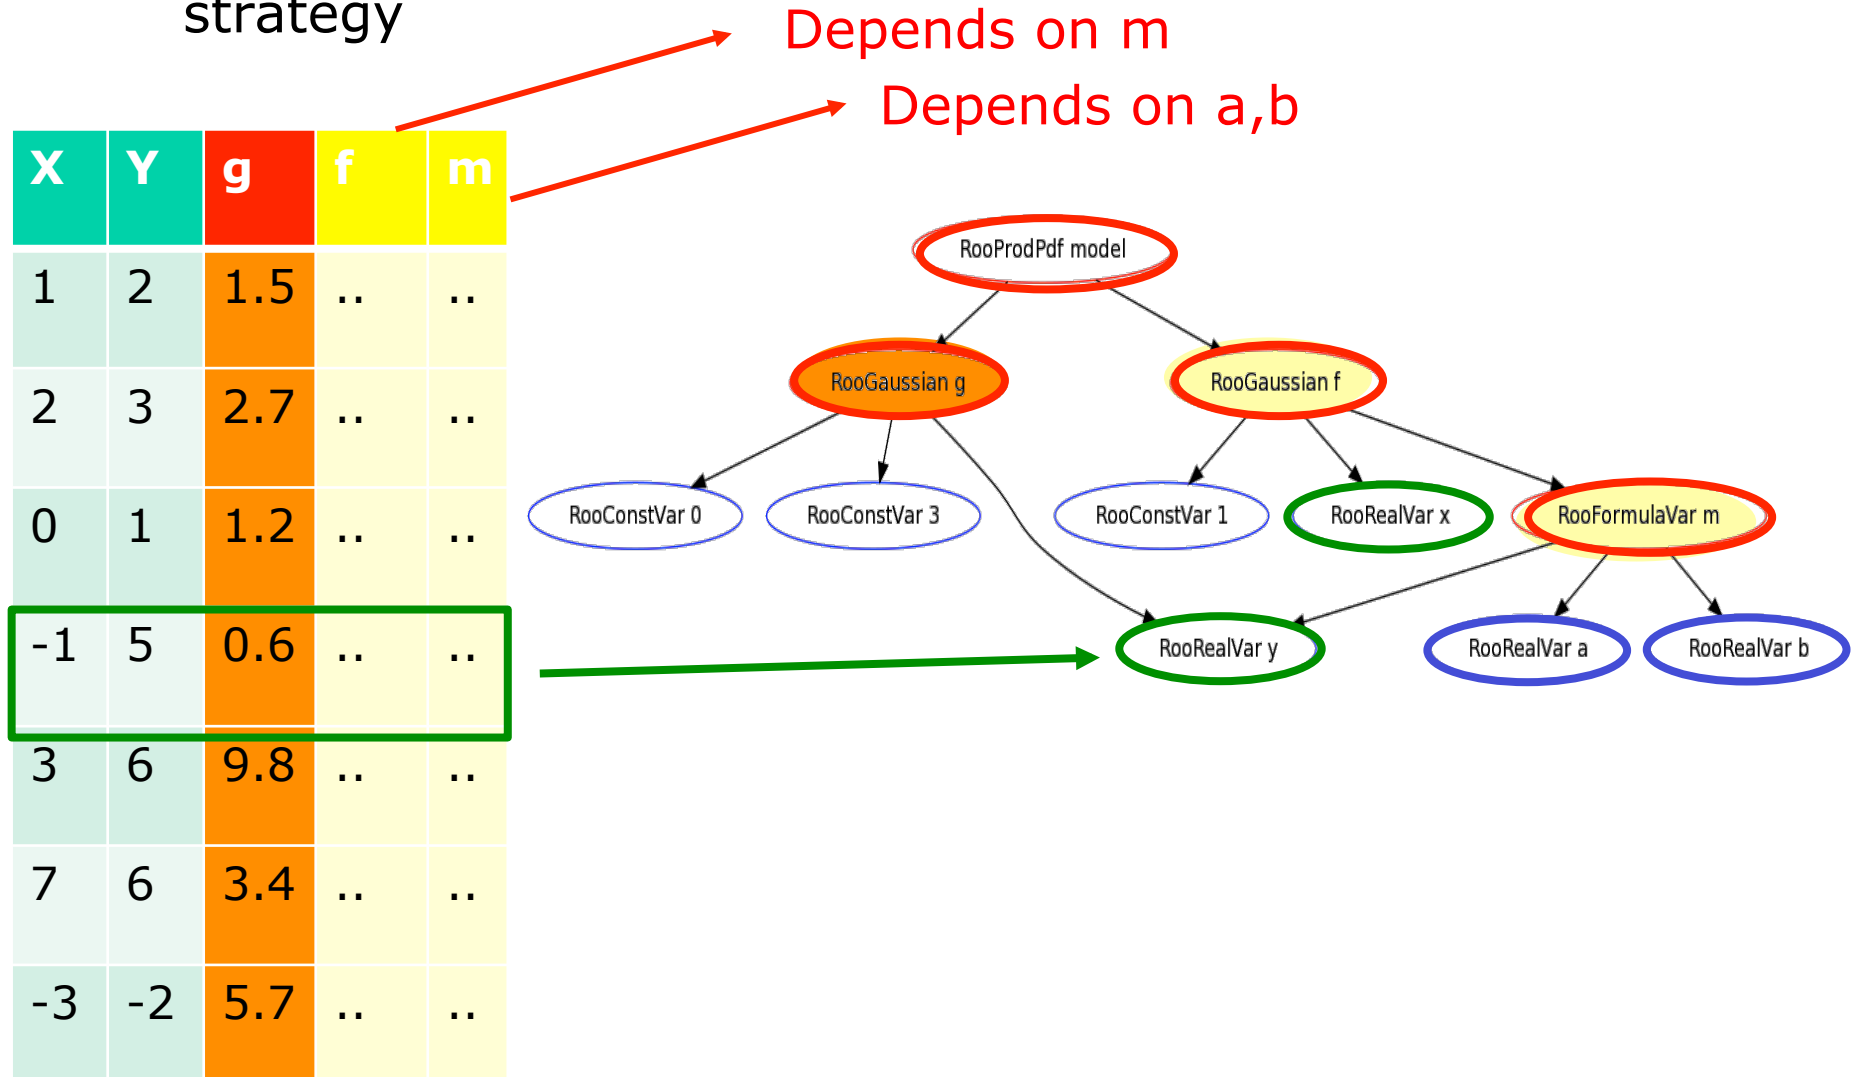 strategy
Depends on m
Depends on a,b
X Y g f m
1 2 1.5 .. ..
2 3 2.7 .. ..
0 1 1.2 .. ..
-1 5 0.6 .. ..
3 6 9.8 .. ..
7 6 3.4 .. ..
-3 -2 5.7 .. ..
RooProdPdf model
RooGaussian g
RooGaussian f
RooConstVar 0
RooConstVar 3
RooConstVar 1
RooRealVar x
RooFormulaVar m
RooRealVar y
RooRealVar a
RooRealVar b